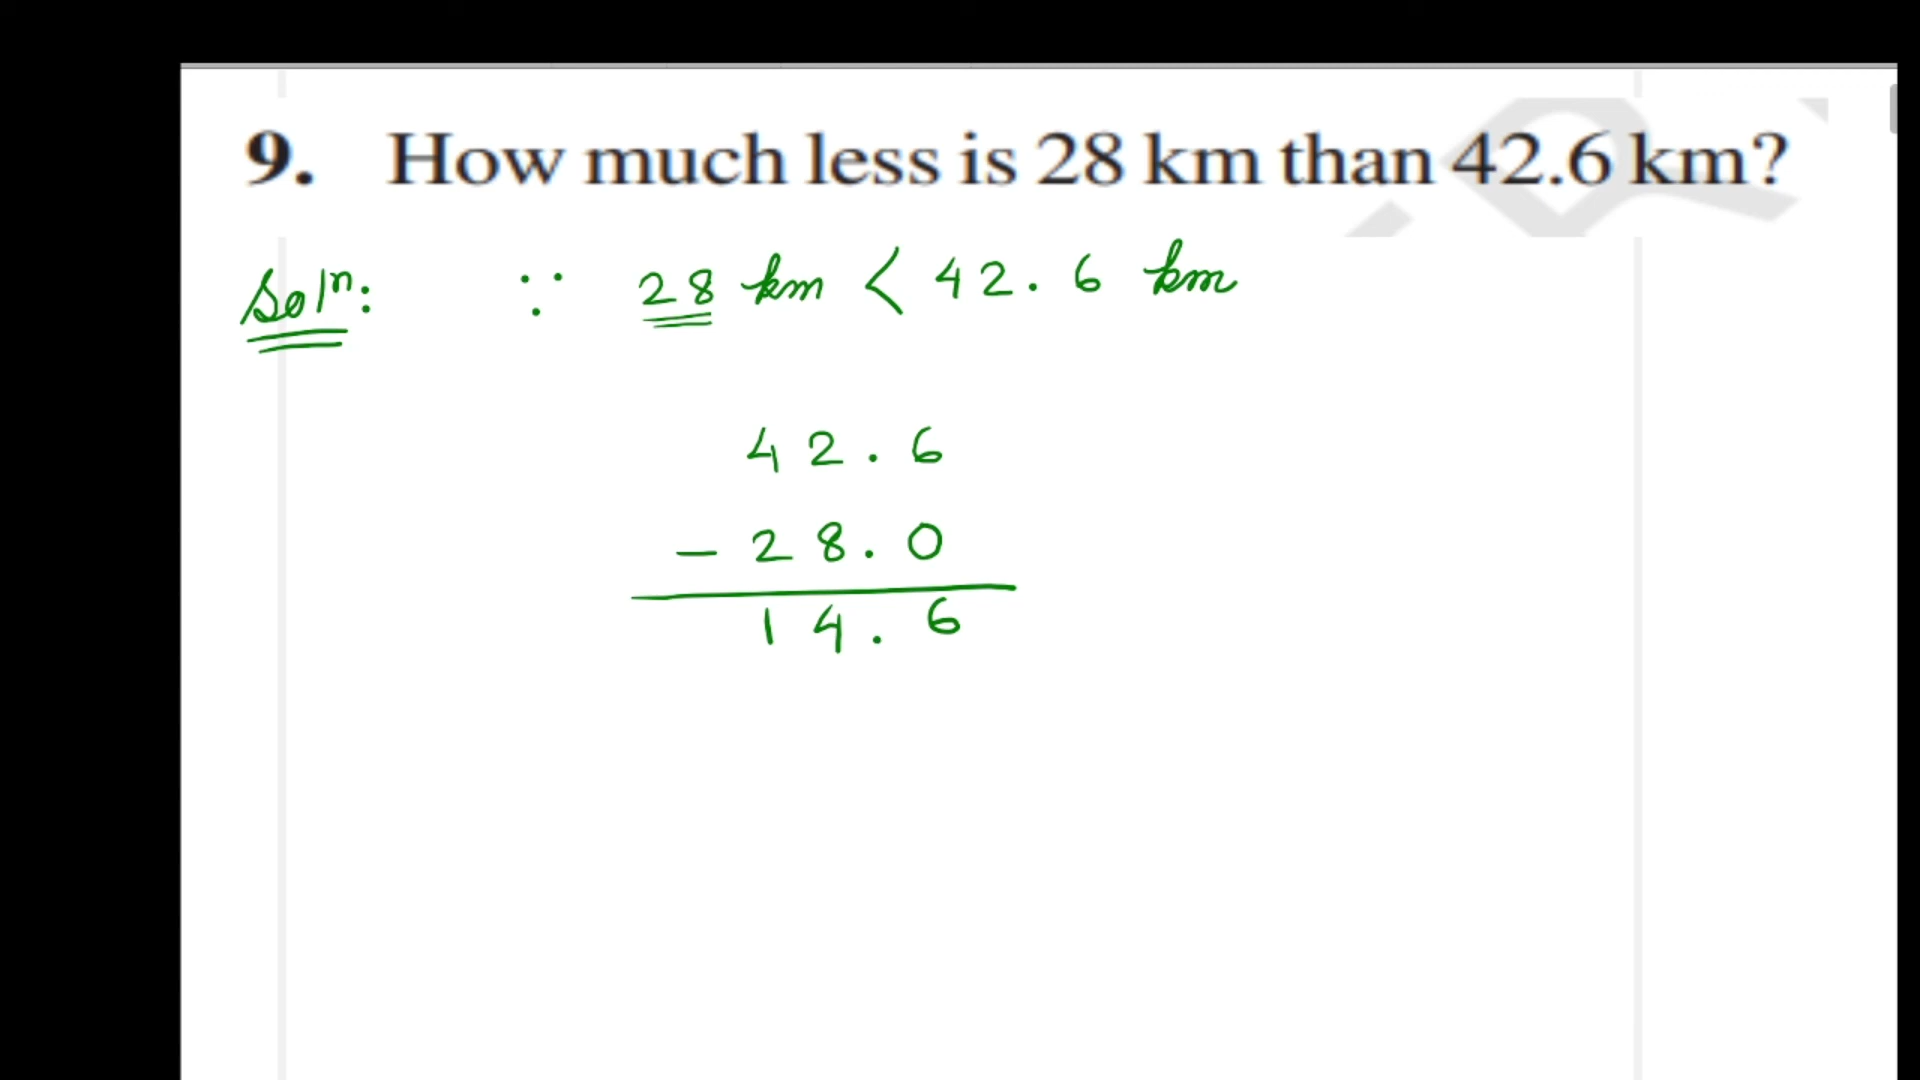 9. How much less is 28 km than 42.6 km?
Solⁿ: ∵ 28 km < 42.6 km
42.6
- 28.0
14.6